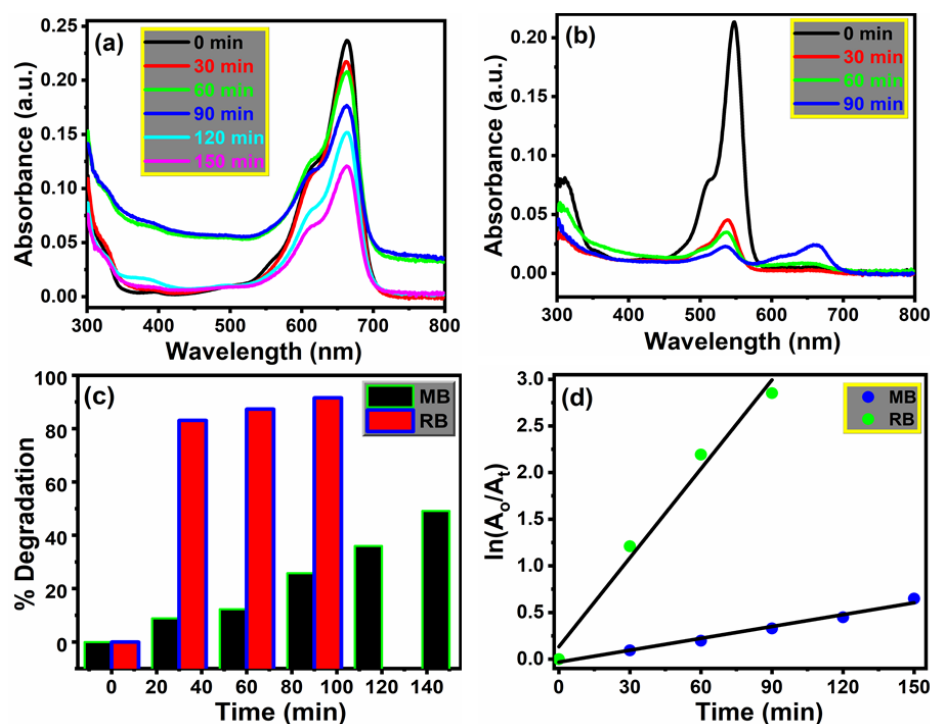 (a)
0 min
30 min
60 min
90 min
120 min
150 min
0.25
0.20
0.15
0.10
0.05
0.00
Absorbance (a.u.)
300 400 500 600 700 800
Wavelength (nm)
(b)
0 min
30 min
60 min
90 min
0.20
0.15
0.10
0.05
0.00
Absorbance (a.u.)
300 400 500 600 700 800
Wavelength (nm)
(c)
MB
RB
100
80
60
40
20
0
% Degradation
0 20 40 60 80 100 120 140
Time (min)
(d)
MB
RB
3.0
2.5
2.0
1.5
1.0
0.5
0.0
ln(Ao/At)
0 30 60 90 120 150
Time (min)